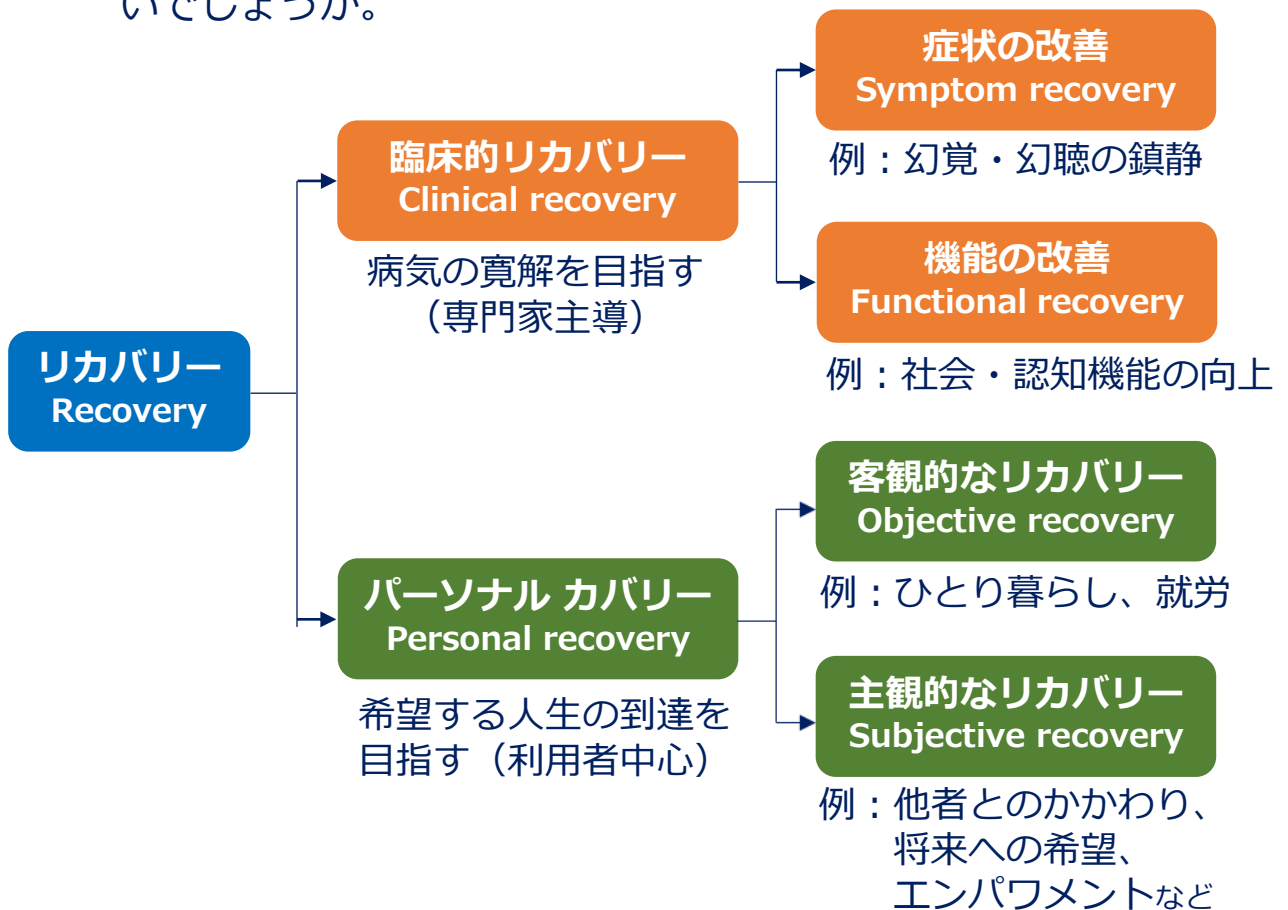 いでしょうか。
症状の改善
Symptom recovery
例：幻覚・幻聴の鎮静
臨床的リカバリー
Clinical recovery
病気の寛解を目指す
（専門家主導）
機能の改善
Functional recovery
例：社会・認知機能の向上
リカバリー
Recovery
客観的なリカバリー
Objective recovery
例：ひとり暮らし、就労
パーソナル カバリー
Personal recovery
希望する人生の到達を
目指す（利用者中心）
主観的なリカバリー
Subjective recovery
例：他者とのかかわり、
将来への希望、
エンパワメントなど